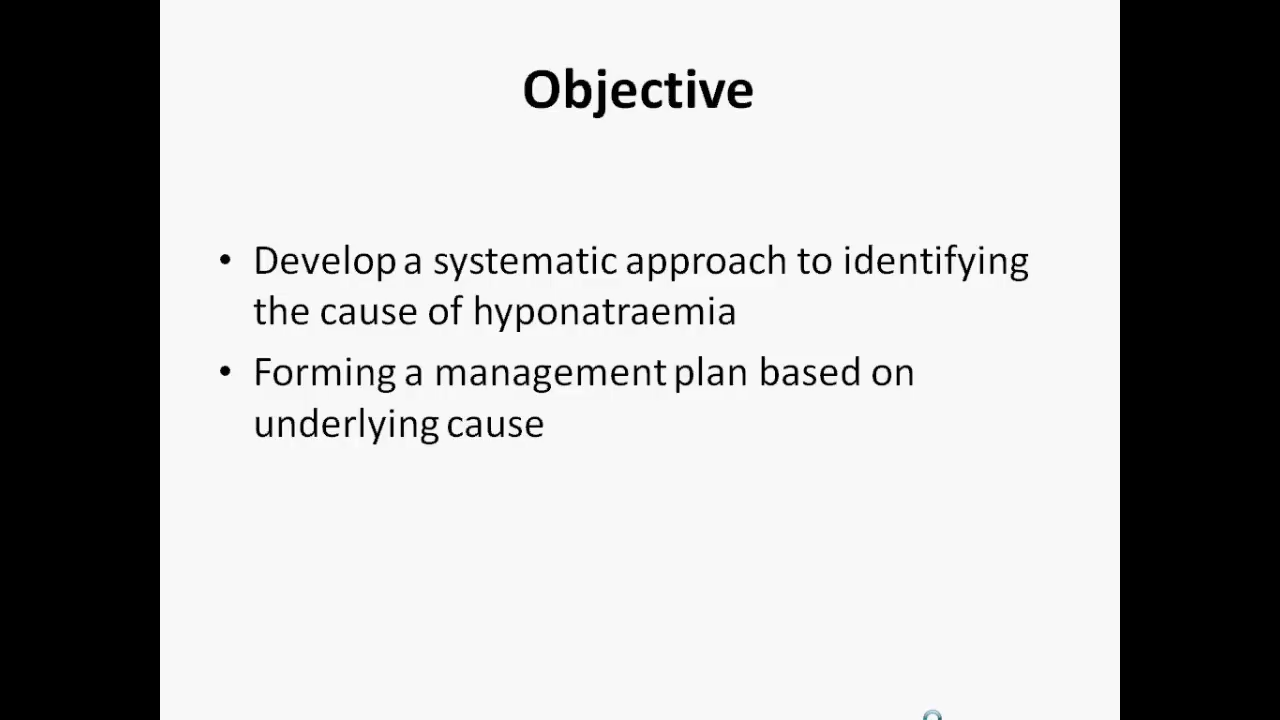 Objective
• Develop a systematic approach to identifying
the cause of hyponatraemia
• Forming a management plan based on
underlying cause